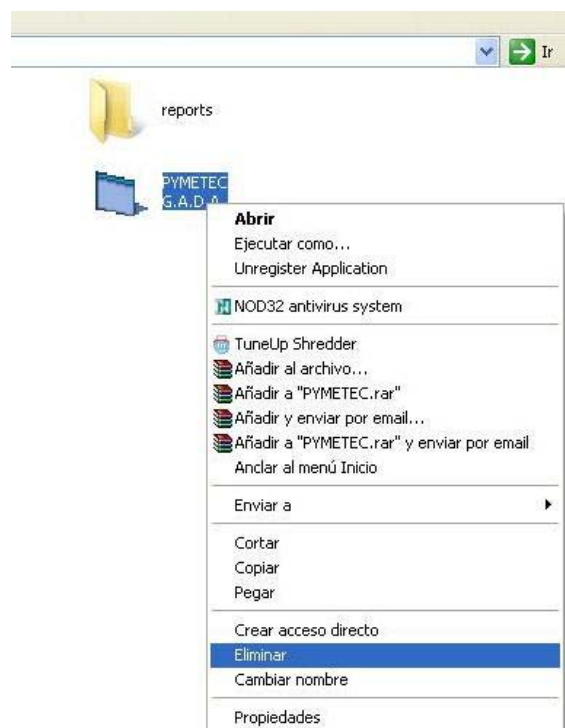 Ir
reports
PYMETEC
G.A.D.A
Abrir
Ejecutar como...
Unregister Application
NOD32 antivirus system
TuneUp Shredder
Añadir al archivo...
Añadir a "PYMETEC.rar"
Añadir y enviar por email...
Añadir a "PYMETEC.rar" y enviar por email
Anclar al menú Inicio
Enviar a
Cortar
Copiar
Pegar
Crear acceso directo
Eliminar
Cambiar nombre
Propiedades